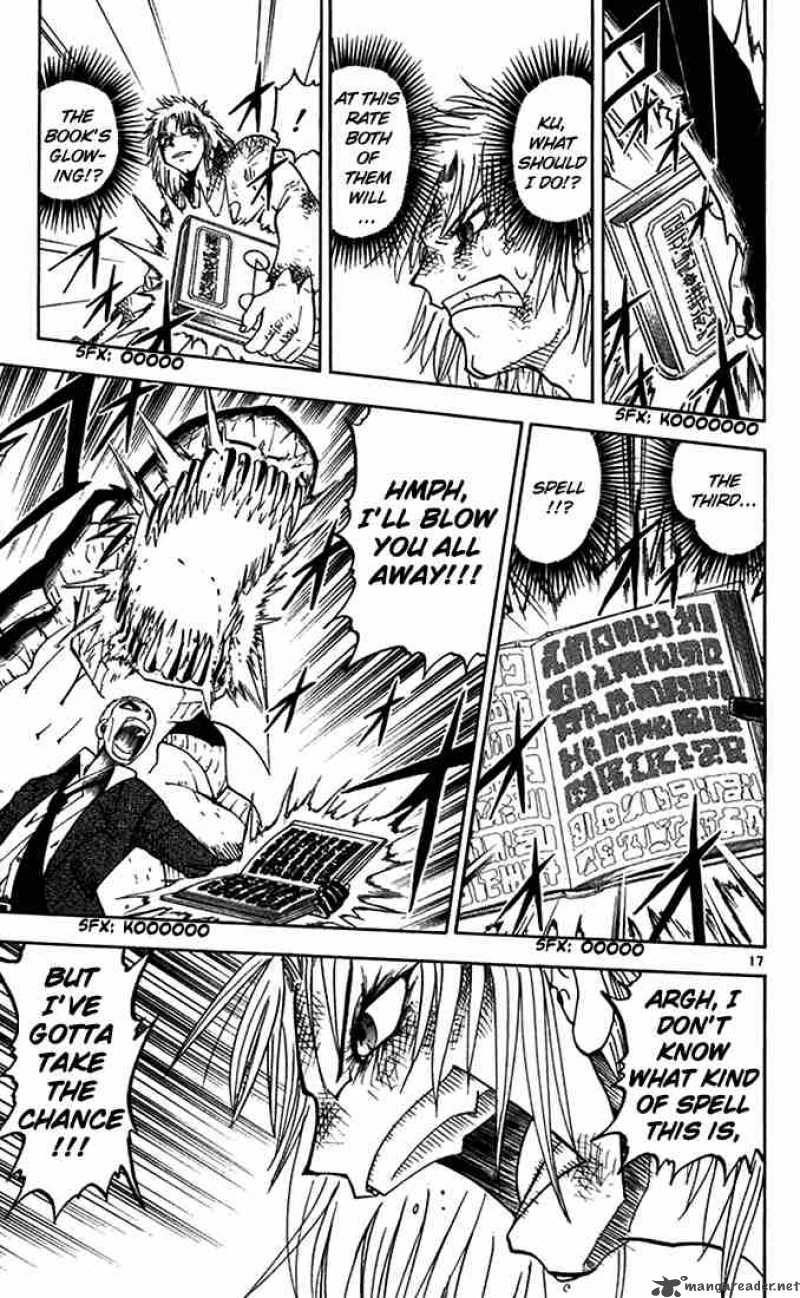 KU,
WHAT
SHOULD
I
DO!?
AT THIS
RATE BOTH
OF
THEM
WILL
...
!
THE
BOOK'S
GLOW-
ING!?
SFX: KOOOOOOO
SFX: OOOOO
THE
THIRD...
SPELL
!!?
HMPH,
I'LL BLOW
YOU ALL
AWAY!!!
SFX: OOOOO
SFX: KOOOOOO
17
ARGH, I
DON'T
KNOW
WHAT KIND
OF SPELL
THIS IS,
BUT
I'VE
GOTTA
TAKE
THE
CHANCE
!!!
mangareader.net